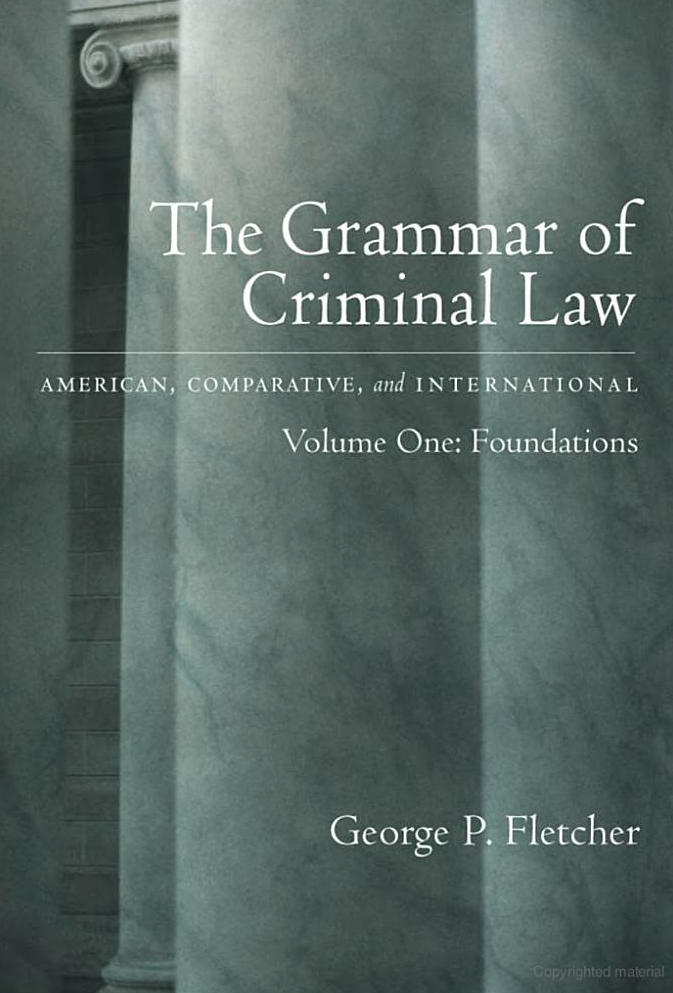 The Grammar of
Criminal Law
AMERICAN, COMPARATIVE, and INTERNATIONAL
Volume One: Foundations
George P. Fletcher
Copyrighted material